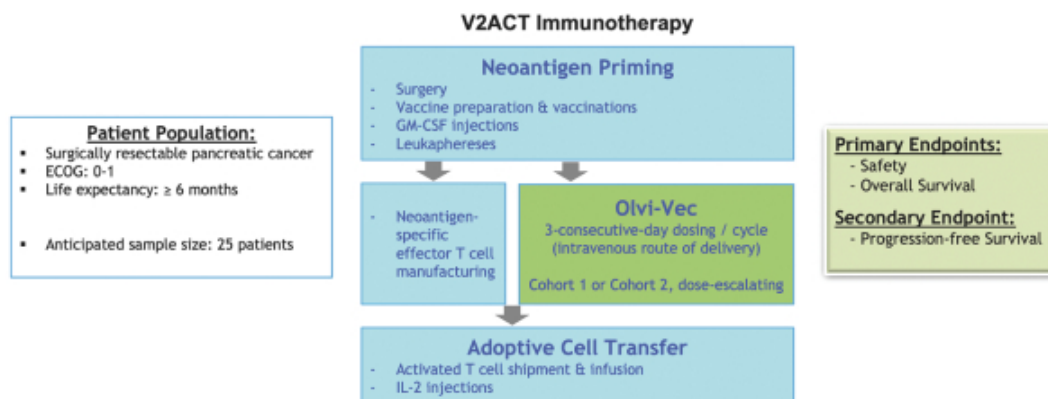 V2ACT Immunotherapy
Patient Population:
▪ Surgically resectable pancreatic cancer
▪ ECOG: 0-1
▪ Life expectancy: ≥ 6 months
▪ Anticipated sample size: 25 patients
Neoantigen Priming
- Surgery
- Vaccine preparation & vaccinations
- GM-CSF injections
- Leukaphereses
- Neoantigen-
specific
effector T cell
manufacturing
Olvi-Vec
3-consecutive-day dosing / cycle
(intravenous route of delivery)
Cohort 1 or Cohort 2, dose-escalating
Adoptive Cell Transfer
- Activated T cell shipment & infusion
- IL-2 injections
Primary Endpoints:
- Safety
- Overall Survival
Secondary Endpoint:
- Progression-free Survival